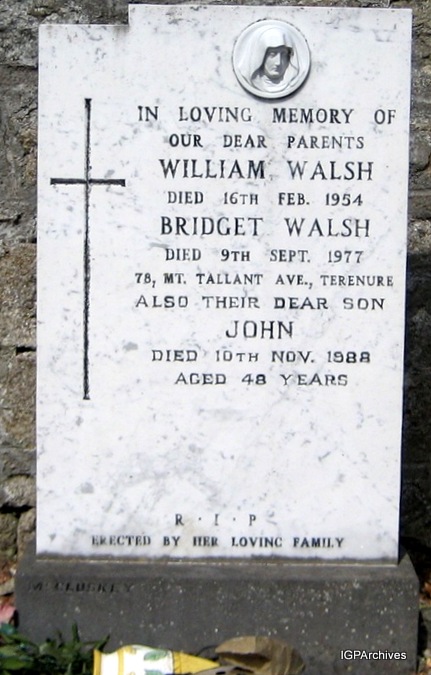 IN LOVING MEMORY OF
OUR DEAR PARENTS
WILLIAM WALSH
DIED 16TH FEB. 1954
BRIDGET WALSH
DIED 9TH SEPT. 1977
78, MT. TALLANT AVE., TERENURE
ALSO THEIR DEAR SON
JOHN
DIED 10TH NOV. 1988
AGED 48 YEARS
R · I · P
ERECTED BY HER LOVING FAMILY
McCLOSKEY
IGPArchives